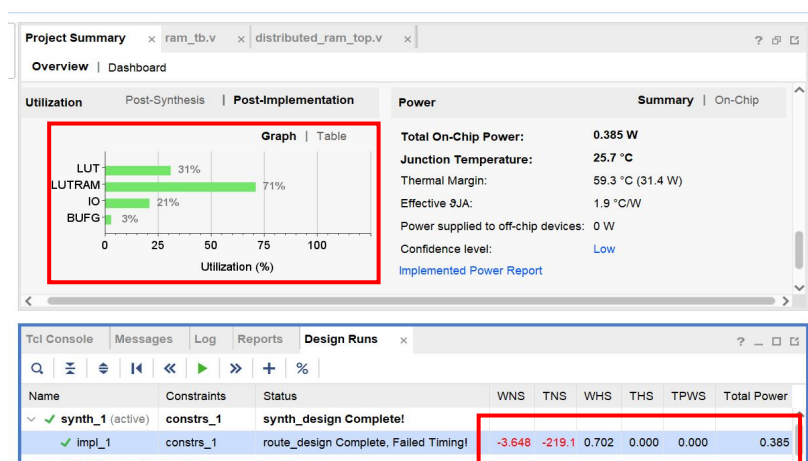 Project Summary × ram_tb.v × distributed_ram_top.v × ?
Overview | Dashboard
Utilization Post-Synthesis | Post-Implementation
Graph | Table
LUT 31%
LUTRAM 71%
IO 21%
BUFG 3%
0 25 50 75 100
Utilization (%)
Power Summary | On-Chip
Total On-Chip Power: 0.385 W
Junction Temperature: 25.7 °C
Thermal Margin: 59.3 °C (31.4 W)
Effective ϑJA: 1.9 °C/W
Power supplied to off-chip devices: 0 W
Confidence level: Low
Implemented Power Report
Tcl Console Messages Log Reports Design Runs × ?
Name Constraints Status WNS TNS WHS THS TPWS Total Power
synth_1 (active) constrs_1 synth_design Complete!
impl_1 constrs_1 route_design Complete, Failed Timing! -3.648 -219.1 0.702 0.000 0.000 0.385